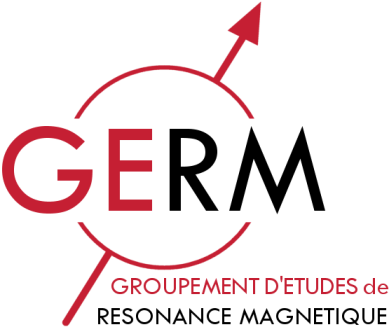 GERM
GROUPEMENT D'ETUDES de
RESONANCE MAGNETIQUE